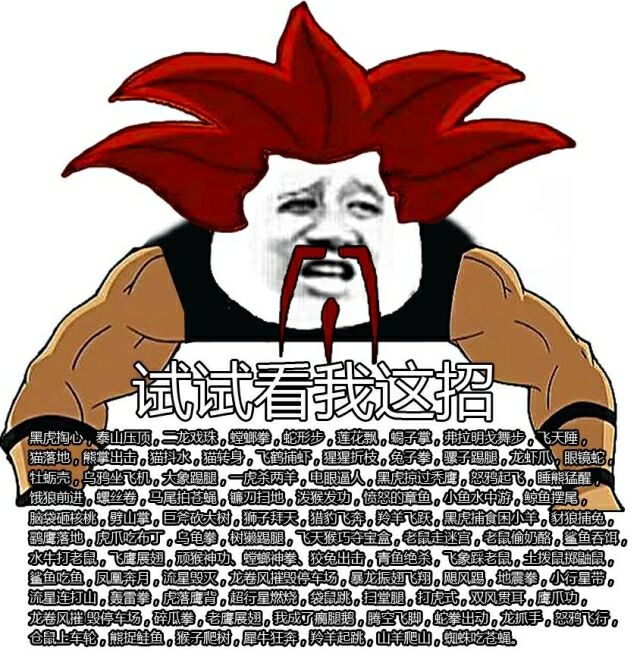 试试看我这招
黑虎掏心,泰山压顶,二龙戏珠,螳螂拳,蛇形步,莲花飘,蝎子掌,弗拉明戈舞步,飞天陲,
猫落地,熊掌出击,猫抖水,猫转身,飞鹤捕虾,猩猩折枝,兔子拳,骡子踢腿,龙虾爪,眼镜蛇,
牡蛎壳,乌鸦坐飞机,大象踢腿,一虎杀两羊,电眼逼人,黑虎掠过秃鹰,怒鸦起飞,睡熊猛醒,
饿狼前进,螺丝卷,马尾拍苍蝇,镰刃扫地,泼猴发功,愤怒的章鱼,小鱼水中游,鲸鱼摆尾,
脑袋砸核桃,劈山掌,巨斧砍大树,狮子拜天,猎豹飞奔,羚羊飞跃,黑虎捕食困小羊,豺狼捕兔,
鹞鹰落地,虎爪吃布丁,乌龟拳,树獭踢腿,飞天猴巧夺宝盒,老鼠走迷宫,老鼠偷奶酪,鲨鱼吞饵,
水牛打老鼠,飞鹰展翅,顽猴神功、螳螂神拳、狡兔出击,青鱼绝杀,飞象踩老鼠,土拨鼠掷鼬鼠,
鲨鱼吃鱼,凤凰奔月,流星毁灭,龙卷风摧毁停车场,暴龙振翅飞翔,飓风踢,地震拳,小行星带,
流星连打山,轰雷拳,虎落鹰背,超行星燃烧,袋鼠跳,扫堂腿,打虎式,双风贯耳,鹰爪功,
龙卷风摧 毁停车场,碎瓜拳,老鹰展翅,我成了瘸腿鹅,腾空飞脚,蛇拳出动,龙抓手,怒鸦飞行,
仓鼠上车轮,熊捉鲑鱼,猴子爬树,犀牛狂奔,羚羊起跳,山羊爬山,蜘蛛吃苍蝇。